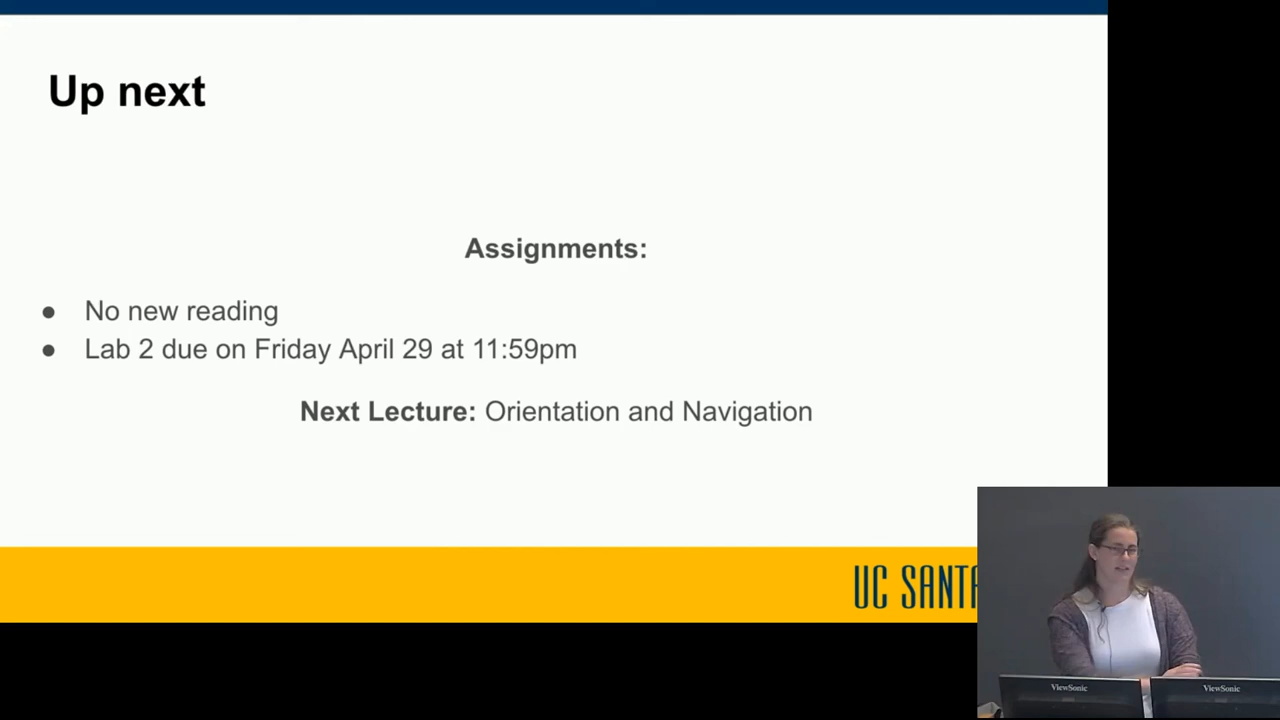 Up next
Assignments:
● No new reading
● Lab 2 due on Friday April 29 at 11:59pm
Next Lecture: Orientation and Navigation
UC SANTA
ViewSonic
ViewSonic